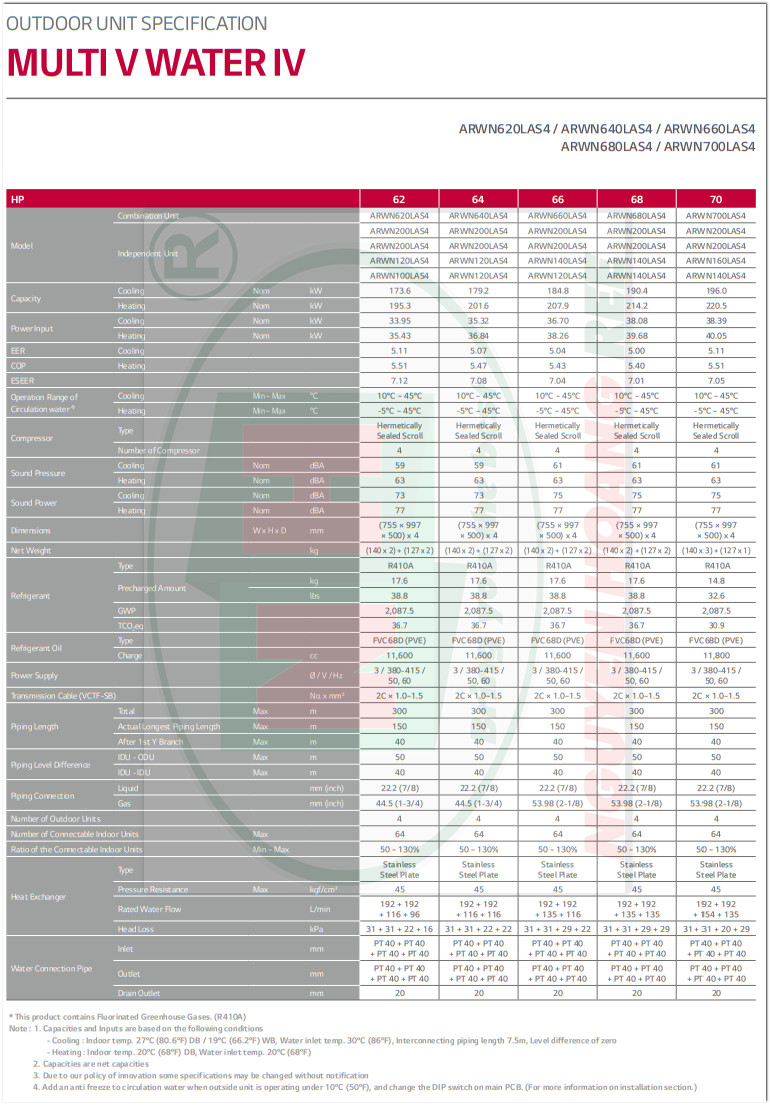 OUTDOOR UNIT SPECIFICATION
MULTI V WATER IV
ARWN620LAS4 / ARWN640LAS4 / ARWN660LAS4
ARWN680LAS4 / ARWN700LAS4
HP 62 64 66 68 70
Model Combination Unit ARWN620LAS4 ARWN640LAS4 ARWN660LAS4 ARWN680LAS4 ARWN700LAS4
Independent Unit ARWN200LAS4 ARWN200LAS4 ARWN200LAS4 ARWN200LAS4 ARWN200LAS4
ARWN200LAS4 ARWN200LAS4 ARWN200LAS4 ARWN200LAS4 ARWN200LAS4
ARWN120LAS4 ARWN120LAS4 ARWN140LAS4 ARWN140LAS4 ARWN160LAS4
ARWN100LAS4 ARWN120LAS4 ARWN120LAS4 ARWN140LAS4 ARWN140LAS4
Capacity Cooling Nom kW 173.6 179.2 184.8 190.4 196.0
Heating Nom kW 195.3 201.6 207.9 214.2 220.5
Power Input Cooling Nom kW 33.95 35.32 36.70 38.08 38.39
Heating Nom kW 35.43 36.84 38.26 39.68 40.05
EER Cooling 5.11 5.07 5.04 5.00 5.11
COP Heating 5.51 5.47 5.43 5.40 5.51
ESEER 7.12 7.08 7.04 7.01 7.05
Operation Range of Circulation water Cooling Min ~ Max °C 10°C ~ 45°C 10°C ~ 45°C 10°C ~ 45°C 10°C ~ 45°C 10°C ~ 45°C
Heating Min ~ Max °C -5°C ~ 45°C -5°C ~ 45°C -5°C ~ 45°C -5°C ~ 45°C -5°C ~ 45°C
Compressor Type Hermetically Sealed Scroll Hermetically Sealed Scroll Hermetically Sealed Scroll Hermetically Sealed Scroll Hermetically Sealed Scroll
Number of Compressor 4 4 4 4 4
Sound Pressure Cooling Nom dBA 59 59 61 61 61
Heating Nom dBA 63 63 63 63 63
Sound Power Cooling Nom dBA 73 73 75 75 75
Heating Nom dBA 77 77 77 77 77
Dimensions W x H x D mm (755 × 997 × 500) x 4 (755 × 997 × 500) x 4 (755 × 997 × 500) x 4 (755 × 997 × 500) x 4 (755 × 997 × 500) x 4
Net Weight kg (140 x 2) + (127 x 2) (140 x 2) + (127 x 2) (140 x 2) + (127 x 2) (140 x 2) + (127 x 2) (140 x 3) + (127 x 1)
Refrigerant Type R410A R410A R410A R410A R410A
Precharged Amount kg 17.6 17.6 17.6 17.6 14.8
lbs 38.8 38.8 38.8 38.8 32.6
GWP 2,087.5 2,087.5 2,087.5 2,087.5 2,087.5
TCO₂eq 36.7 36.7 36.7 36.7 30.9
Refrigerant Oil Type FVC68D (PVE) FVC68D (PVE) FVC68D (PVE) FVC68D (PVE) FVC68D (PVE)
Charge cc 11,600 11,600 11,600 11,600 11,800
Power Supply Ø / V / Hz 3 / 380-415 / 50, 60 3 / 380-415 / 50, 60 3 / 380-415 / 50, 60 3 / 380-415 / 50, 60 3 / 380-415 / 50, 60
Transmission Cable (VCTF-SB) No. x mm² 2C × 1.0~1.5 2C × 1.0~1.5 2C × 1.0~1.5 2C × 1.0~1.5 2C × 1.0~1.5
Piping Length Total Max m 300 300 300 300 300
Actual Longest Piping Length Max m 150 150 150 150 150
After 1st Y Branch Max m 40 40 40 40 40
Piping Level Difference IDU - ODU Max m 50 50 50 50 50
IDU - IDU Max m 40 40 40 40 40
Piping Connection Liquid mm (inch) 22.2 (7/8) 22.2 (7/8) 22.2 (7/8) 22.2 (7/8) 22.2 (7/8)
Gas mm (inch) 44.5 (1-3/4) 44.5 (1-3/4) 53.98 (2-1/8) 53.98 (2-1/8) 53.98 (2-1/8)
Number of Outdoor Units 4 4 4 4 4
Number of Connectable Indoor Units Max 64 64 64 64 64
Ratio of the Connectable Indoor Units Min ~ Max 50 ~ 130% 50 ~ 130% 50 ~ 130% 50 ~ 130% 50 ~ 130%
Heat Exchanger Type Stainless Steel Plate Stainless Steel Plate Stainless Steel Plate Stainless Steel Plate Stainless Steel Plate
Pressure Resistance Max kgf/cm² 45 45 45 45 45
Rated Water Flow L/min 192 + 192 + 116 + 96 192 + 192 + 116 + 116 192 + 192 + 135 + 116 192 + 192 + 135 + 135 192 + 192 + 154 + 135
Head Loss kPa 31 + 31 + 22 + 16 31 + 31 + 22 + 22 31 + 31 + 29 + 22 31 + 31 + 29 + 29 31 + 31 + 20 + 29
Water Connection Pipe Inlet mm PT 40 + PT 40 + PT 40 + PT 40 PT 40 + PT 40 + PT 40 + PT 40 PT 40 + PT 40 + PT 40 + PT 40 PT 40 + PT 40 + PT 40 + PT 40 PT 40 + PT 40 + PT 40 + PT 40
Outlet mm PT 40 + PT 40 + PT 40 + PT 40 PT 40 + PT 40 + PT 40 + PT 40 PT 40 + PT 40 + PT 40 + PT 40 PT 40 + PT 40 + PT 40 + PT 40 PT 40 + PT 40 + PT 40 + PT 40
Drain Outlet mm 20 20 20 20 20
* This product contains Fluorinated Greenhouse Gases. (R410A)
Note : 1. Capacities and Inputs are based on the following conditions
- Cooling : Indoor temp. 27°C (80.6°F) DB / 19°C (66.2°F) WB, Water inlet temp. 30°C (86°F), Interconnecting piping length 7.5m, Level difference of zero
- Heating : Indoor temp. 20°C (68°F) DB, Water inlet temp. 20°C (68°F)
2. Capacities are net capacities
3. Due to our policy of innovation some specifications may be changed without notification
4. Add an anti freeze to circulation water when outside unit is operating under 10°C (50°F), and change the DIP switch on main PCB. (For more information on installation section.)
®
NGUYEN HOANG REF